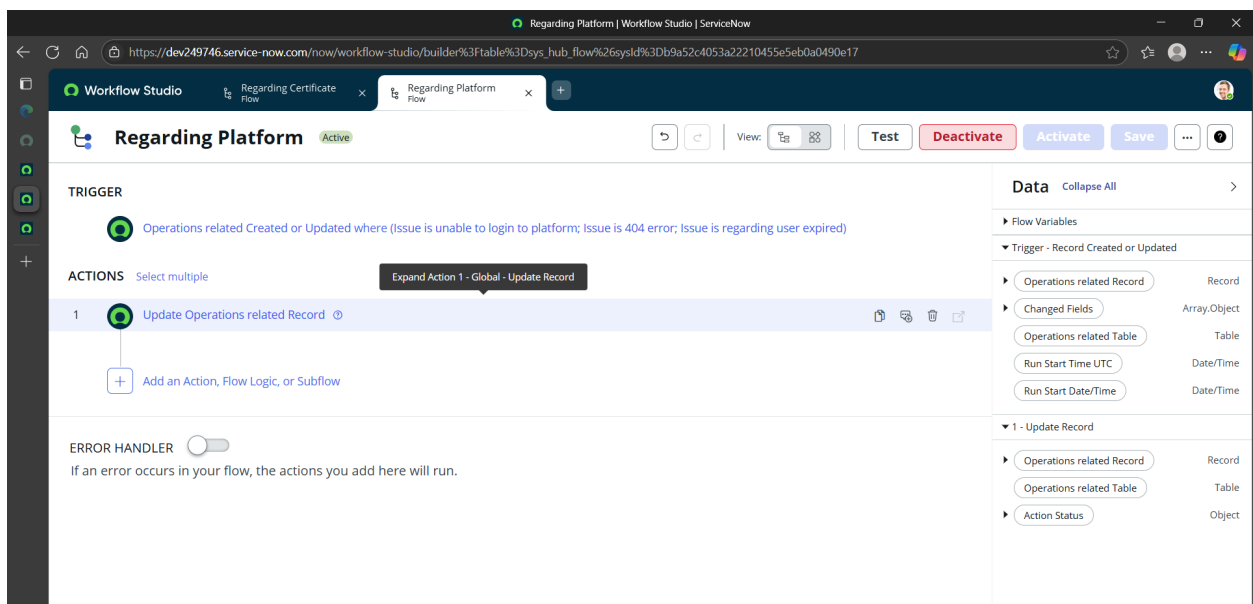 Regarding Platform | Workflow Studio | ServiceNow
https://dev249746.service-now.com/now/workflow-studio/builder%3Ftable%3Dsys_hub_flow%26sysId%3Db9a52c4053a22210455e5eb0a0490e17
Workflow Studio
Regarding Certificate
Flow
Regarding Platform
Flow
Regarding Platform Active
View:
Test
Deactivate
Activate
Save
TRIGGER
Operations related Created or Updated where (Issue is unable to login to platform; Issue is 404 error; Issue is regarding user expired)
ACTIONS Select multiple
Expand Action 1 - Global - Update Record
1 Update Operations related Record
Add an Action, Flow Logic, or Subflow
ERROR HANDLER
If an error occurs in your flow, the actions you add here will run.
Data Collapse All
Flow Variables
Trigger - Record Created or Updated
Operations related Record Record
Changed Fields Array.Object
Operations related Table Table
Run Start Time UTC Date/Time
Run Start Date/Time Date/Time
1 - Update Record
Operations related Record Record
Operations related Table Table
Action Status Object